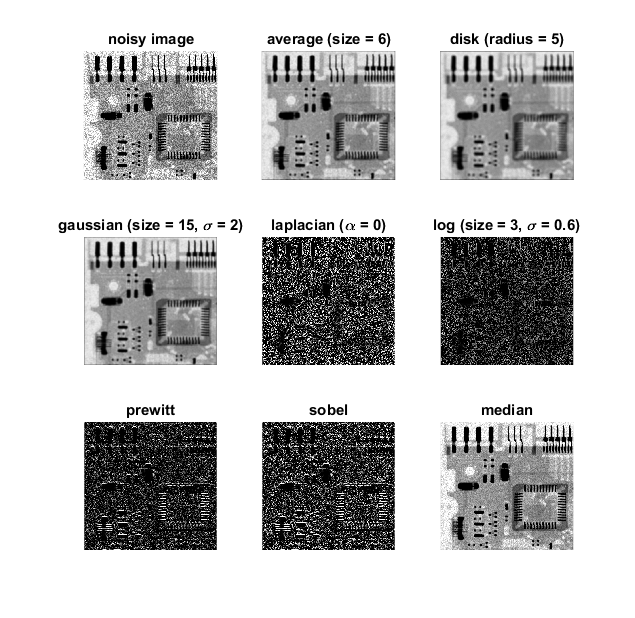 noisy image
average (size = 6)
disk (radius = 5)
gaussian (size = 15, σ = 2)
laplacian (α = 0)
log (size = 3, σ = 0.6)
prewitt
sobel
median